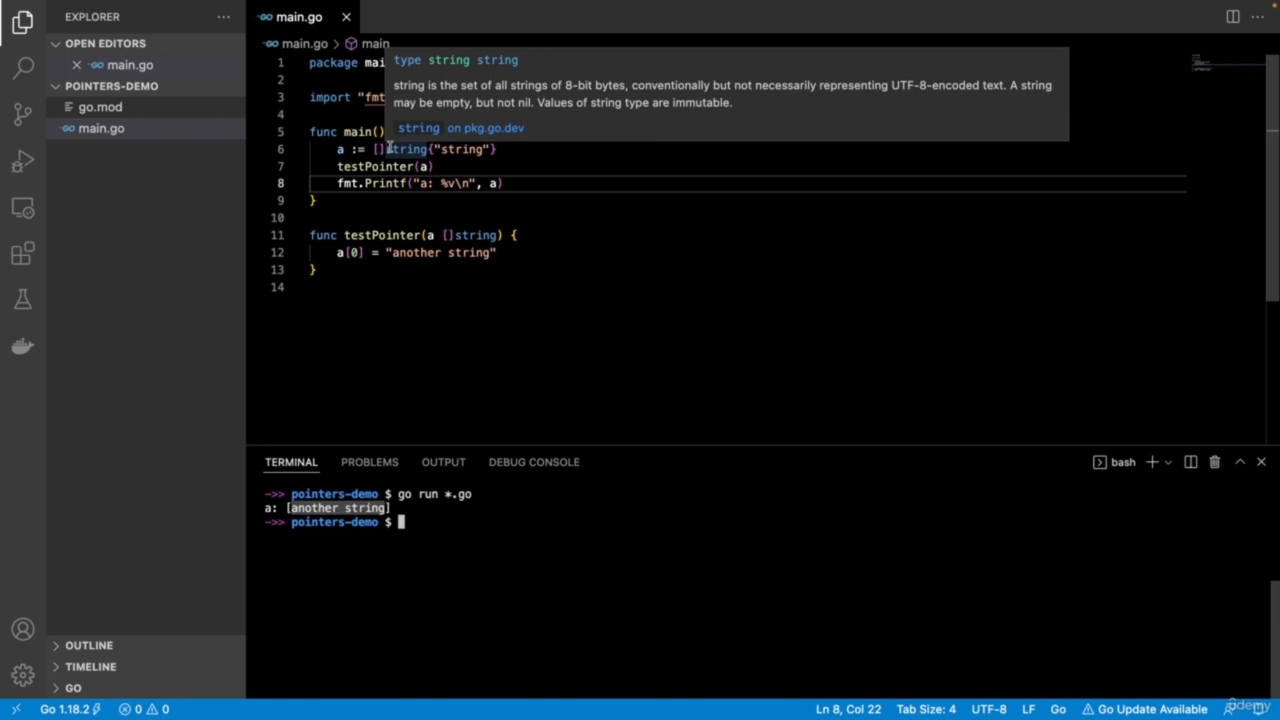 EXPLORER
main.go
OPEN EDITORS
main.go
POINTERS-DEMO
go.mod
main.go
main.go > main
type string string
string is the set of all strings of 8-bit bytes, conventionally but not necessarily representing UTF-8-encoded text. A string
may be empty, but not nil. Values of string type are immutable.
string on pkg.go.dev
1 package mai
2
3 import "fmt
4
5 func main()
6 a := []string{"string"}
7 testPointer(a)
8 fmt.Printf("a: %v\n", a)
9 }
10
11 func testPointer(a []string) {
12 a[0] = "another string"
13 }
14
TERMINAL PROBLEMS OUTPUT DEBUG CONSOLE
bash
->> pointers-demo $ go run *.go
a: [another string]
->> pointers-demo $
OUTLINE
TIMELINE
GO
Go 1.18.2 0 0 Ln 8, Col 22 Tab Size: 4 UTF-8 LF Go Go Update Available
udemy